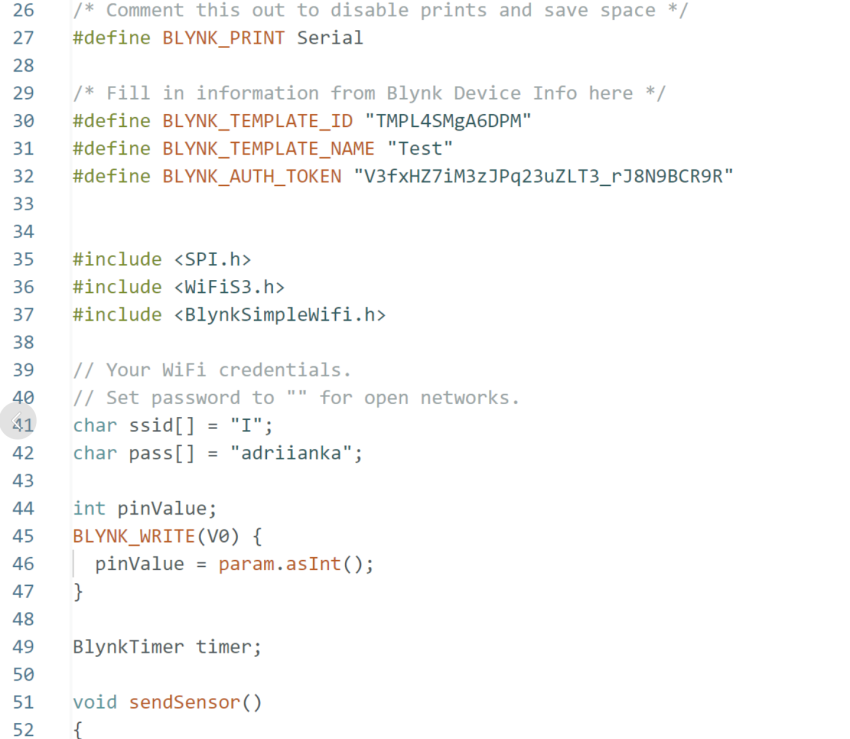 26 /* Comment this out to disable prints and save space */
27 #define BLYNK_PRINT Serial
28
29 /* Fill in information from Blynk Device Info here */
30 #define BLYNK_TEMPLATE_ID "TMPL4SMgA6DPM"
31 #define BLYNK_TEMPLATE_NAME "Test"
32 #define BLYNK_AUTH_TOKEN "V3fxHZ7iM3zJPq23uZLT3_rJ8N9BCR9R"
33
34
35 #include <SPI.h>
36 #include <WiFiS3.h>
37 #include <BlynkSimpleWifi.h>
38
39 // Your WiFi credentials.
40 // Set password to "" for open networks.
41 char ssid[] = "I";
42 char pass[] = "adriianka";
43
44 int pinValue;
45 BLYNK_WRITE(V0) {
46 pinValue = param.asInt();
47 }
48
49 BlynkTimer timer;
50
51 void sendSensor()
52 {